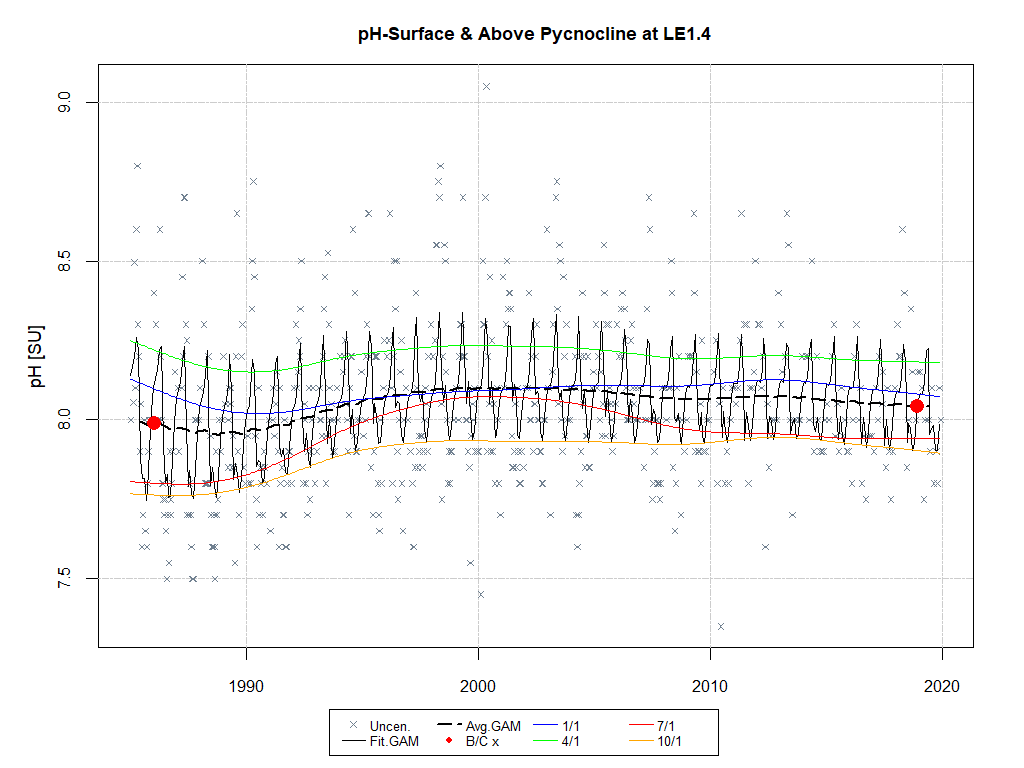 pH-Surface & Above Pycnocline at LE1.4
pH [SU]
9.0
8.5
8.0
7.5
1990 2000 2010 2020
Uncen. Avg.GAM 1/1 7/1
Fit.GAM B/C x 4/1 10/1